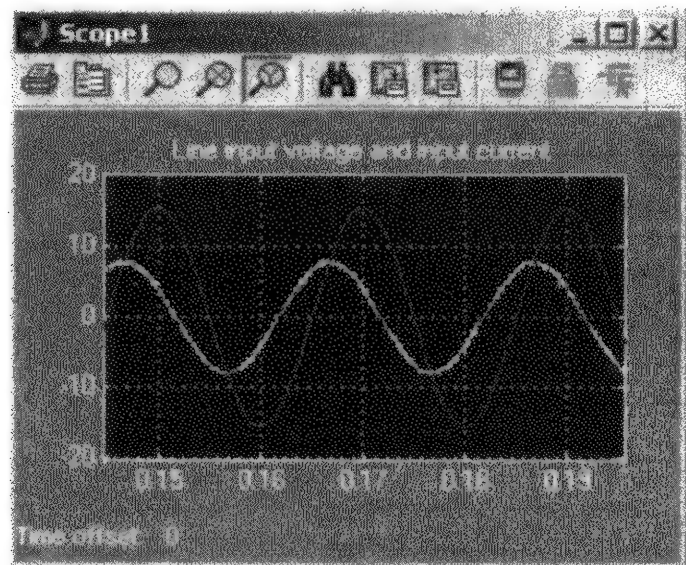 Scope1
Line input voltage and input current
20
10
0
-10
-20
0.15 0.16 0.17 0.18 0.19
Time offset: 0